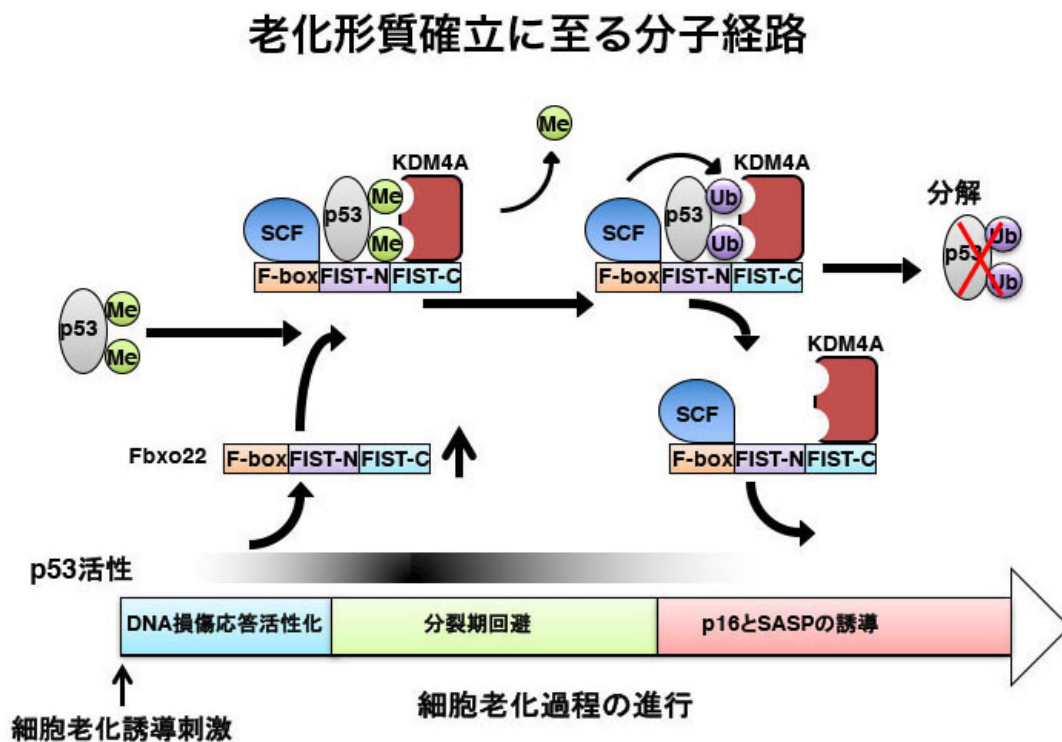 老化形質確立に至る分子経路
Me
KDM4A
KDM4A
SCF
p53
Me
Me
SCF
p53
Ub
Ub
分解
p53
Ub
Ub
F-box
FIST-N
FIST-C
F-box
FIST-N
FIST-C
p53
Me
Me
KDM4A
SCF
Fbxo22
F-box
FIST-N
FIST-C
F-box
FIST-N
FIST-C
p53活性
DNA損傷応答活性化
分裂期回避
p16とSASPの誘導
細胞老化過程の進行
細胞老化誘導刺激